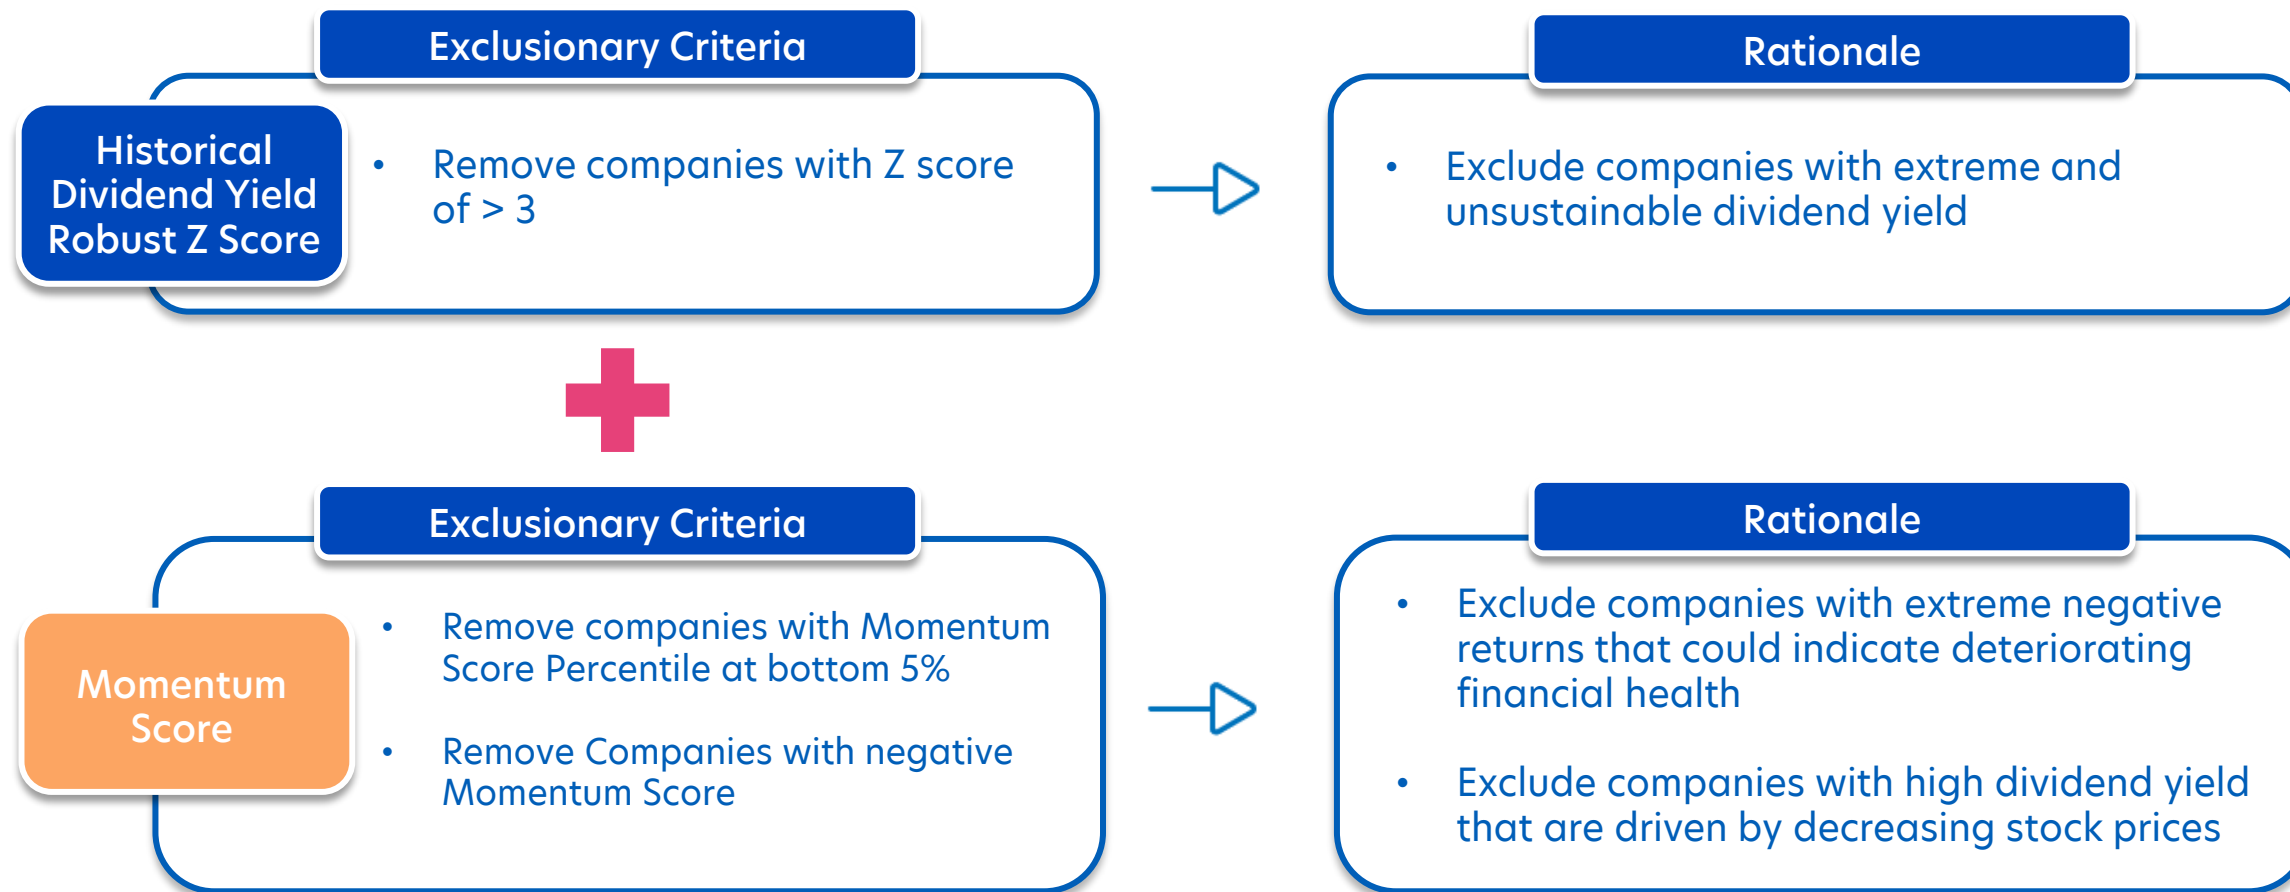 Exclusionary Criteria
Historical
Dividend Yield
Robust Z Score
• Remove companies with Z score
of > 3
Rationale
• Exclude companies with extreme and
unsustainable dividend yield
Exclusionary Criteria
Momentum
Score
• Remove companies with Momentum
Score Percentile at bottom 5%
• Remove Companies with negative
Momentum Score
Rationale
• Exclude companies with extreme negative
returns that could indicate deteriorating
financial health
• Exclude companies with high dividend yield
that are driven by decreasing stock prices